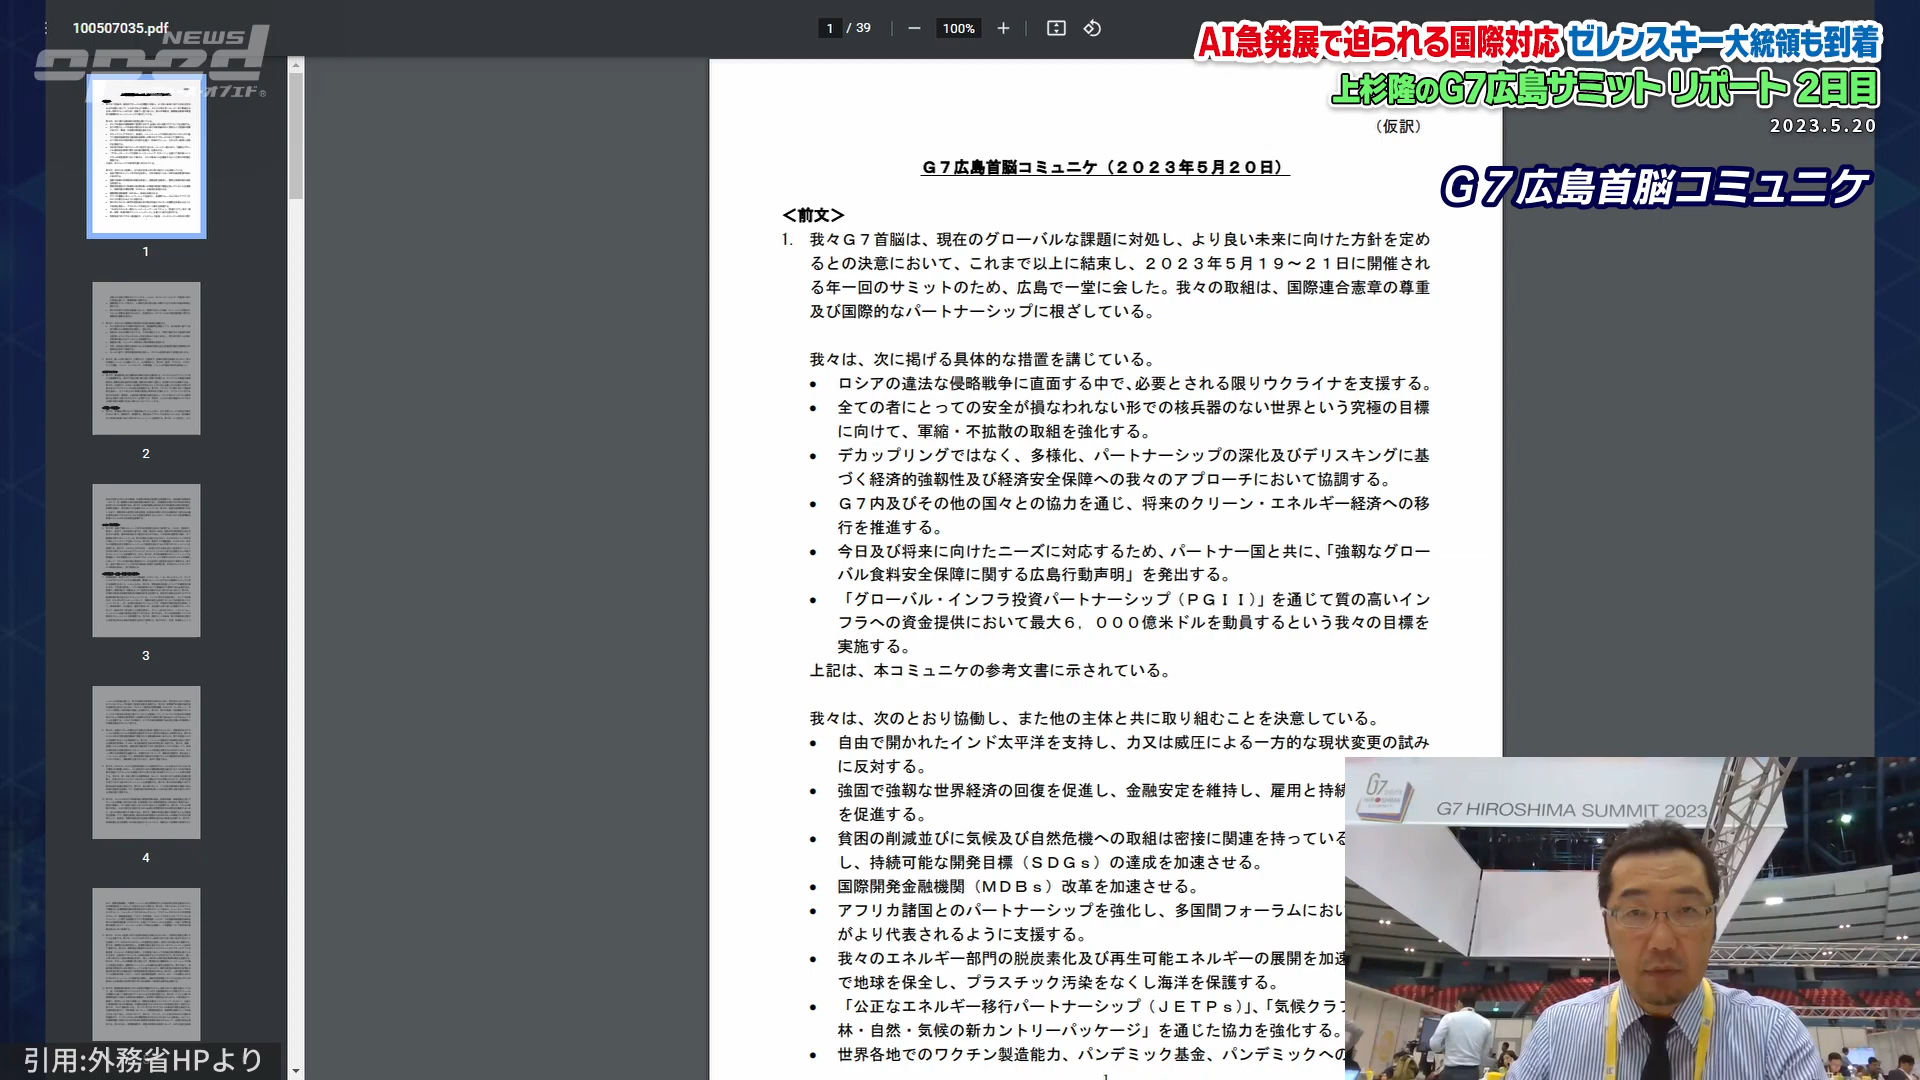 100507035.pdf
1 / 39
100%
NEWS
oped
オプエド®
AI急発展で迫られる国際対応 ゼレンスキー大統領も到着
上杉隆のG7広島サミット リポート 2日目
2023.5.20
G7広島首脳コミュニケ
(仮訳)
G7広島首脳コミュニケ(2023年5月20日)
<前文>
1. 我々G7首脳は、現在のグローバルな課題に対処し、より良い未来に向けた方針を定め
るとの決意において、これまで以上に結束し、2023年5月19~21日に開催され
る年一回のサミットのため、広島で一堂に会した。我々の取組は、国際連合憲章の尊重
及び国際的なパートナーシップに根ざしている。
我々は、次に掲げる具体的な措置を講じている。
● ロシアの違法な侵略戦争に直面する中で、必要とされる限りウクライナを支援する。
● 全ての者にとっての安全が損なわれない形での核兵器のない世界という究極の目標
に向けて、軍縮・不拡散の取組を強化する。
● デカップリングではなく、多様化、パートナーシップの深化及びデリスキングに基
づく経済的強靱性及び経済安全保障への我々のアプローチにおいて協調する。
● G7内及びその他の国々との協力を通じ、将来のクリーン・エネルギー経済への移
行を推進する。
● 今日及び将来に向けたニーズに対応するため、パートナー国と共に、「強靱なグロー
バル食料安全保障に関する広島行動声明」を発出する。
● 「グローバル・インフラ投資パートナーシップ(PGII)」を通じて質の高いイン
フラへの資金提供において最大6,000億米ドルを動員するという我々の目標を
実施する。
上記は、本コミュニケの参考文書に示されている。
我々は、次のとおり協働し、また他の主体と共に取り組むことを決意している。
● 自由で開かれたインド太平洋を支持し、力又は威圧による一方的な現状変更の試み
に反対する。
● 強固で強靱な世界経済の回復を促進し、金融安定を維持し、雇用と持続
を促進する。
● 貧困の削減並びに気候及び自然危機への取組は密接に関連を持っている
し、持続可能な開発目標(SDGs)の達成を加速させる。
● 国際開発金融機関(MDBs)改革を加速させる。
● アフリカ諸国とのパートナーシップを強化し、多国間フォーラムにおい
がより代表されるように支援する。
● 我々のエネルギー部門の脱炭素化及び再生可能エネルギーの展開を加速
で地球を保全し、プラスチック汚染をなくし海洋を保護する。
● 「公正なエネルギー移行パートナーシップ(JETPs)」、「気候クラブ
林・自然・気候の新カントリーパッケージ」を通じた協力を強化する。
● 世界各地でのワクチン製造能力、パンデミック基金、パンデミックへの
1
2
3
4
引用:外務省HPより
G7 2023
HIROSHIMA
SUMMIT
G7 HIROSHIMA SUMMIT 2023